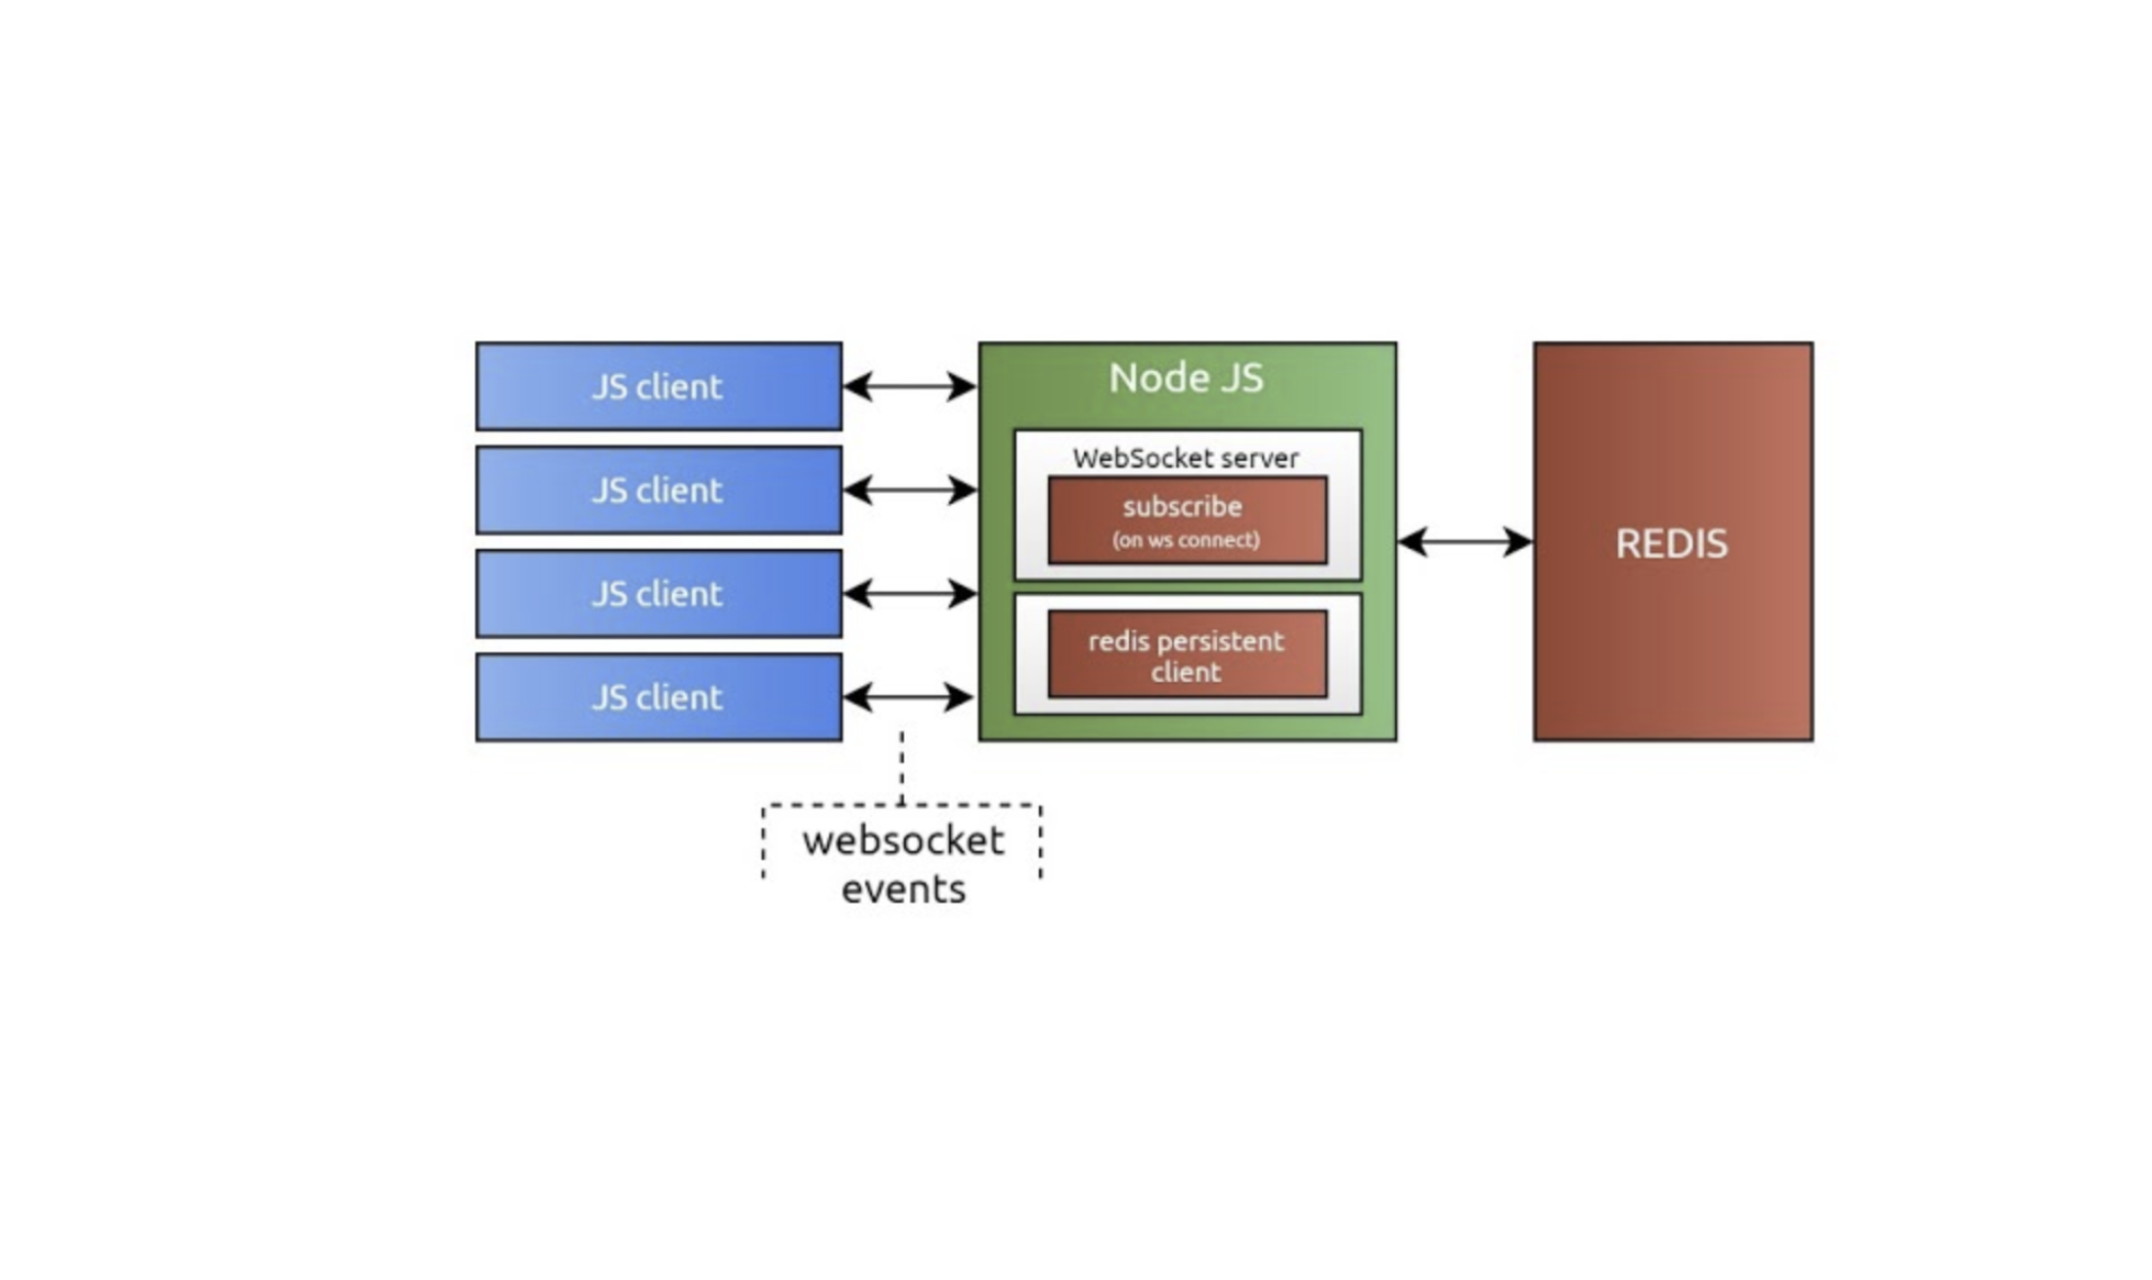 JS client
JS client
JS client
JS client
Node JS
WebSocket server
subscribe
(on ws connect)
redis persistent
client
REDIS
websocket
events